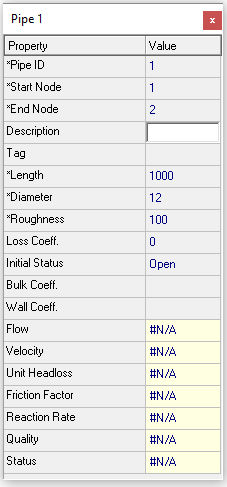 Pipe 1 x
Property Value
*Pipe ID 1
*Start Node 1
*End Node 2
Description
Tag
*Length 1000
*Diameter 12
*Roughness 100
Loss Coeff. 0
Initial Status Open
Bulk Coeff.
Wall Coeff.
Flow #N/A
Velocity #N/A
Unit Headloss #N/A
Friction Factor #N/A
Reaction Rate #N/A
Quality #N/A
Status #N/A